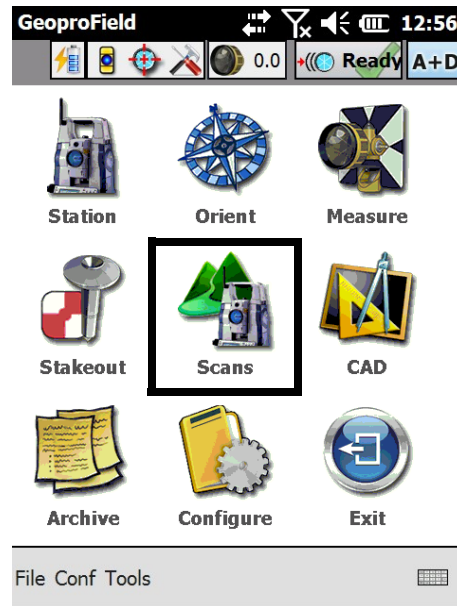 GeoproField 12:56
0.0 Ready A+D
Station Orient Measure
Stakeout Scans CAD
Archive Configure Exit
File Conf Tools